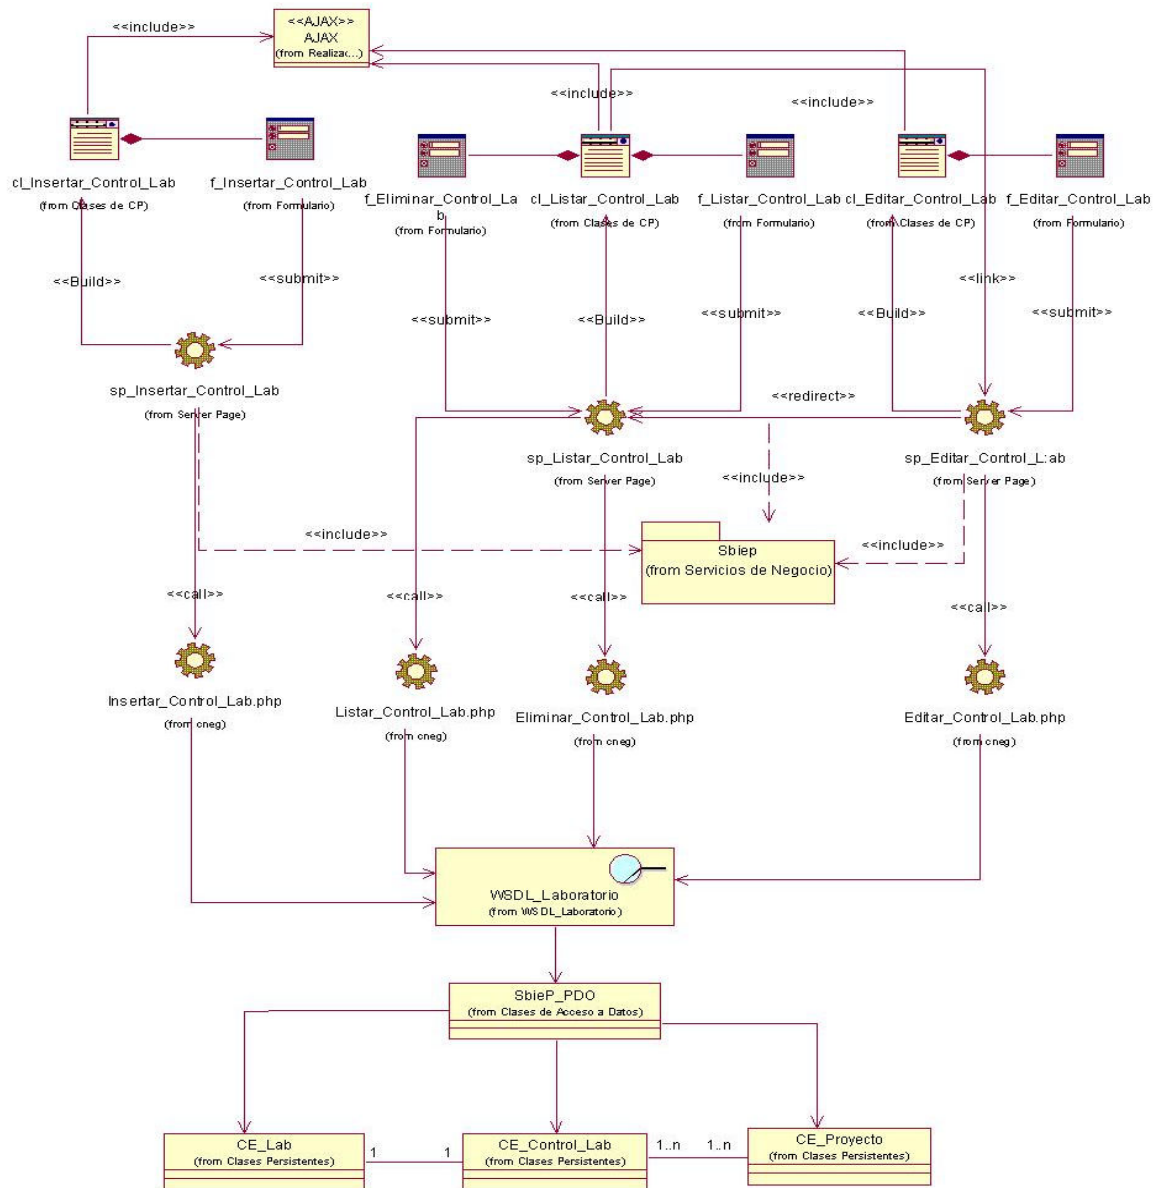 <<include>>
<<AJAX>>
AJAX
(from Realizac...)
<<include>>
<<include>>
cl_Insertar_Control_Lab
(from Clases de CP)
f_Insertar_Control_Lab
(from Formulario)
f_Eliminar_Control_La
b
(from Formulario)
cl_Listar_Control_Lab
(from Clases de CP)
f_Listar_Control_Lab
(from Formulario)
cl_Editar_Control_Lab
(from Clases de CP)
f_Editar_Control_Lab
(from Formulario)
<<Build>>
<<submit>>
<<link>>
<<submit>>
<<Build>>
<<submit>>
<<Build>>
<<submit>>
sp_Insertar_Control_Lab
(from Server Page)
<<redirect>>
sp_Listar_Control_Lab
(from Server Page)
sp_Editar_Control_L:ab
(from Server Page)
<<include>>
<<include>>
<<include>>
Sbiep
(from Servicios de Negocio)
<<call>>
<<call>>
<<call>>
<<call>>
Insertar_Control_Lab.php
(from cneg)
Listar_Control_Lab.php
(from cneg)
Eliminar_Control_Lab.php
(from cneg)
Editar_Control_Lab.php
(from cneg)
WSDL_Laboratorio
(from WSDL_Laboratorio)
SbieP_PDO
(from Clases de Acceso a Datos)
CE_Lab
(from Clases Persistentes)
1
1
CE_Control_Lab
(from Clases Persistentes)
1..n
1..n
CE_Proyecto
(from Clases Persistentes)